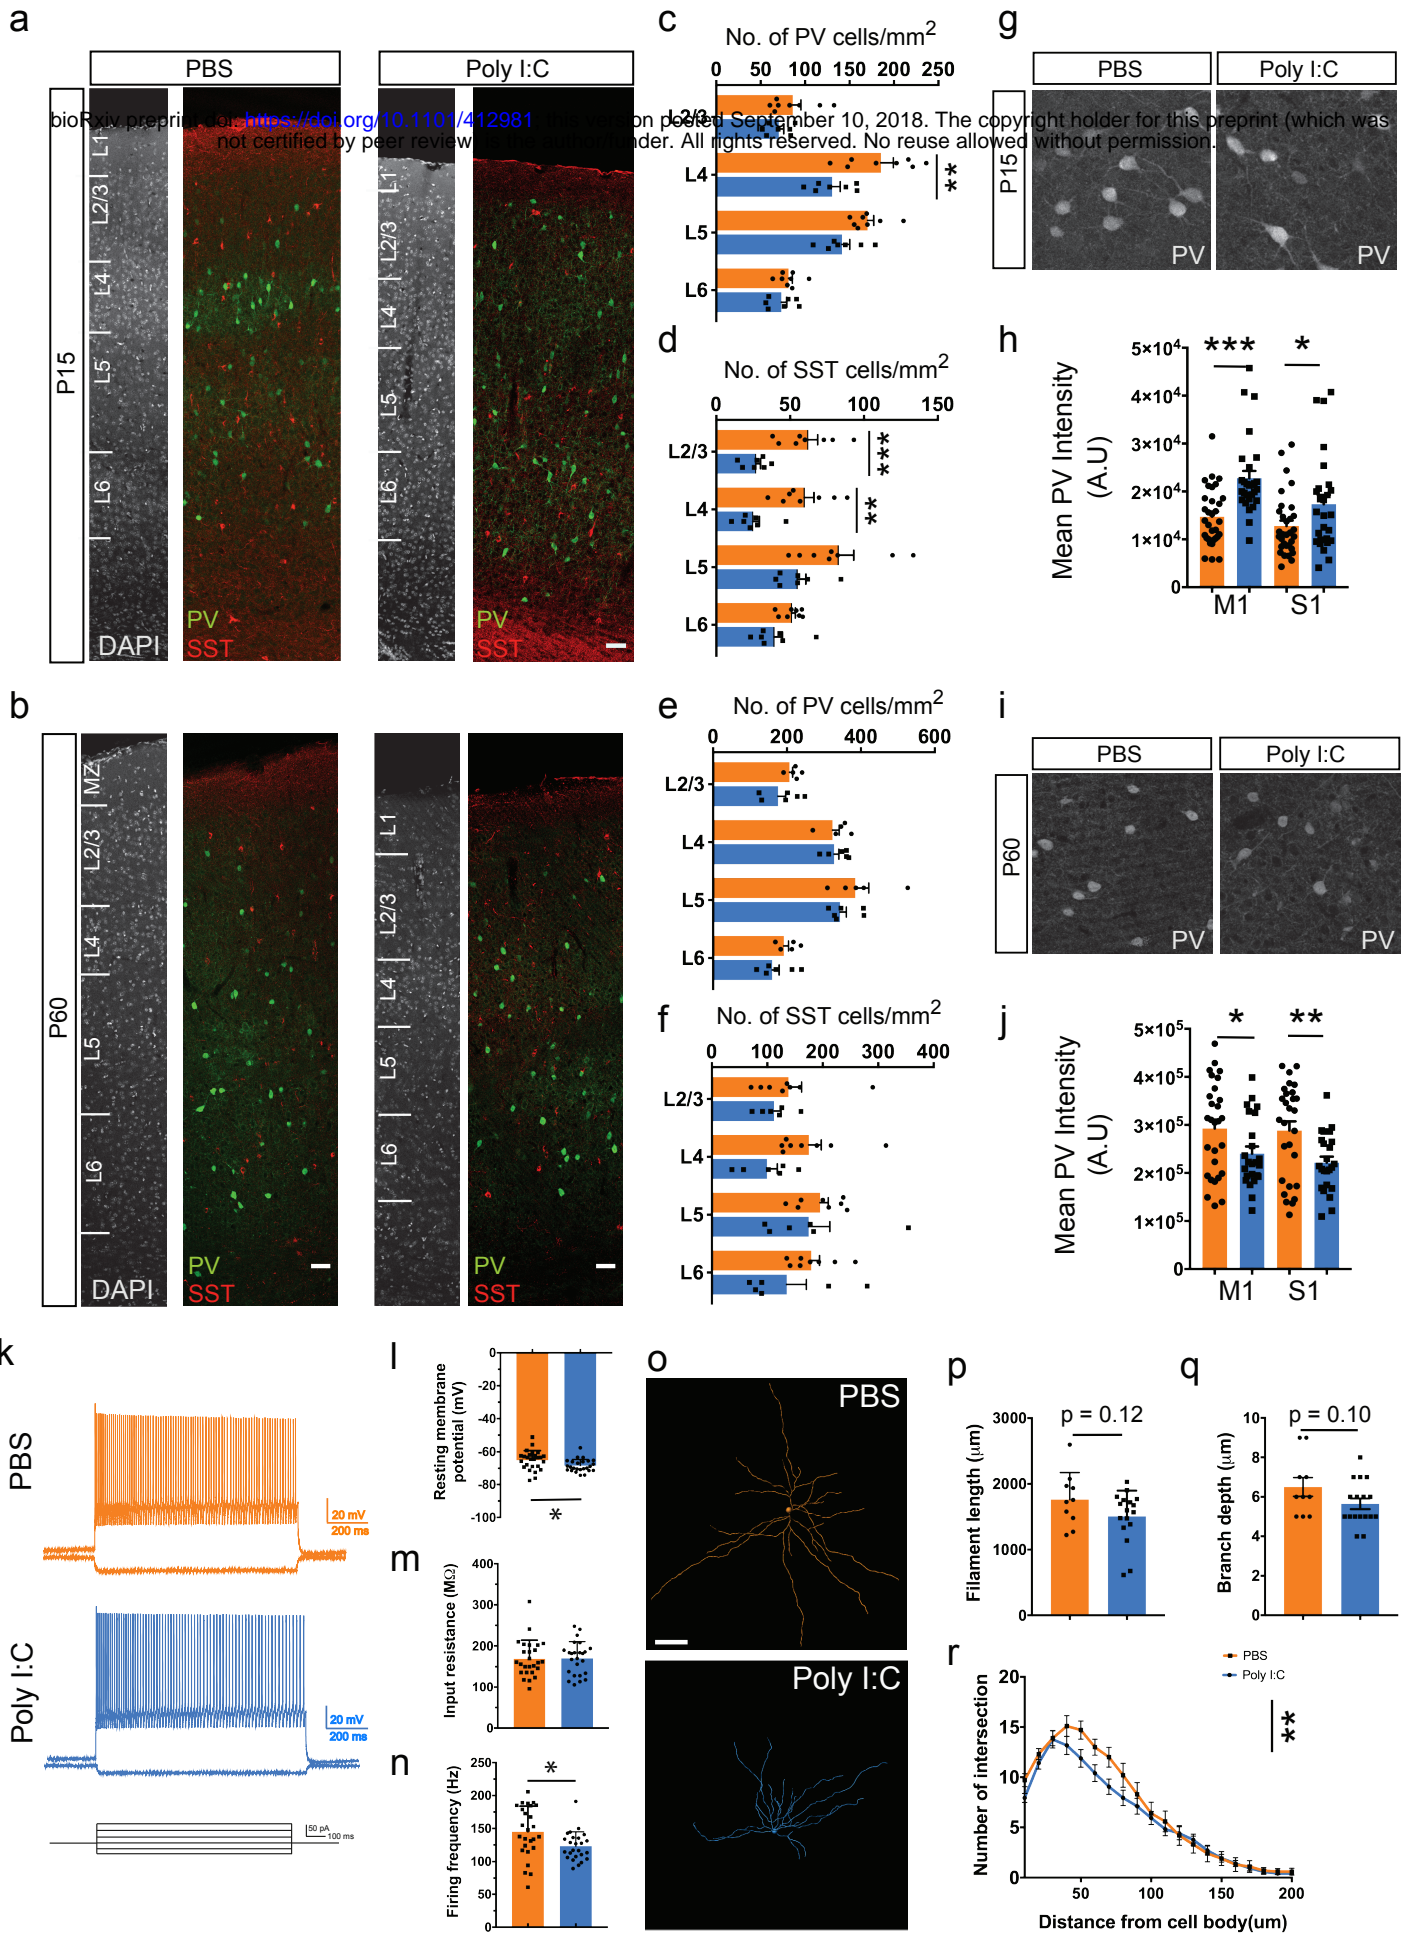 a
PBS
Poly I:C
P15
L1
L2/3
L4
L5
L6
DAPI
PV
SST
L1
L2/3
L4
L5
L6
PV
SST
bioRxiv preprint doi: https://doi.org/10.1101/412981; this version posted September 10, 2018. The copyright holder for this preprint (which was
not certified by peer review) is the author/funder. All rights reserved. No reuse allowed without permission.
c
No. of PV cells/mm2
0 50 100 150 200 250
L2/3
L4
**
L5
L6
d
No. of SST cells/mm2
0 50 100 150
L2/3
***
L4
**
L5
L6
g
PBS
Poly I:C
P15
PV
PV
h
Mean PV Intensity
(A.U)
5×104
4×104
3×104
2×104
1×104
0
*** *
M1 S1
b
P60
MZ
L2/3
L4
L5
L6
DAPI
PV
SST
L1
L2/3
L4
L5
L6
PV
SST
e
No. of PV cells/mm2
0 200 400 600
L2/3
L4
L5
L6
f
No. of SST cells/mm2
0 100 200 300 400
L2/3
L4
L5
L6
i
PBS
Poly I:C
P60
PV
PV
j
Mean PV Intensity
(A.U)
5×105
4×105
3×105
2×105
1×105
0
* **
M1 S1
k
PBS
20 mV
200 ms
Poly I:C
20 mV
200 ms
50 pA
100 ms
l
Resting membrane
potential (mV)
0
-20
-40
-60
-80
-100
*
m
Input resistance (MΩ)
400
300
200
100
0
n
Firing frequency (Hz)
250
200
150
100
50
0
*
o
PBS
Poly I:C
p
p = 0.12
Filament length (μm)
3000
2000
1000
0
q
p = 0.10
Branch depth (μm)
10
8
6
4
2
0
r
PBS
Poly I:C
**
Number of intersection
20
15
10
5
0
50 100 150 200
Distance from cell body(um)